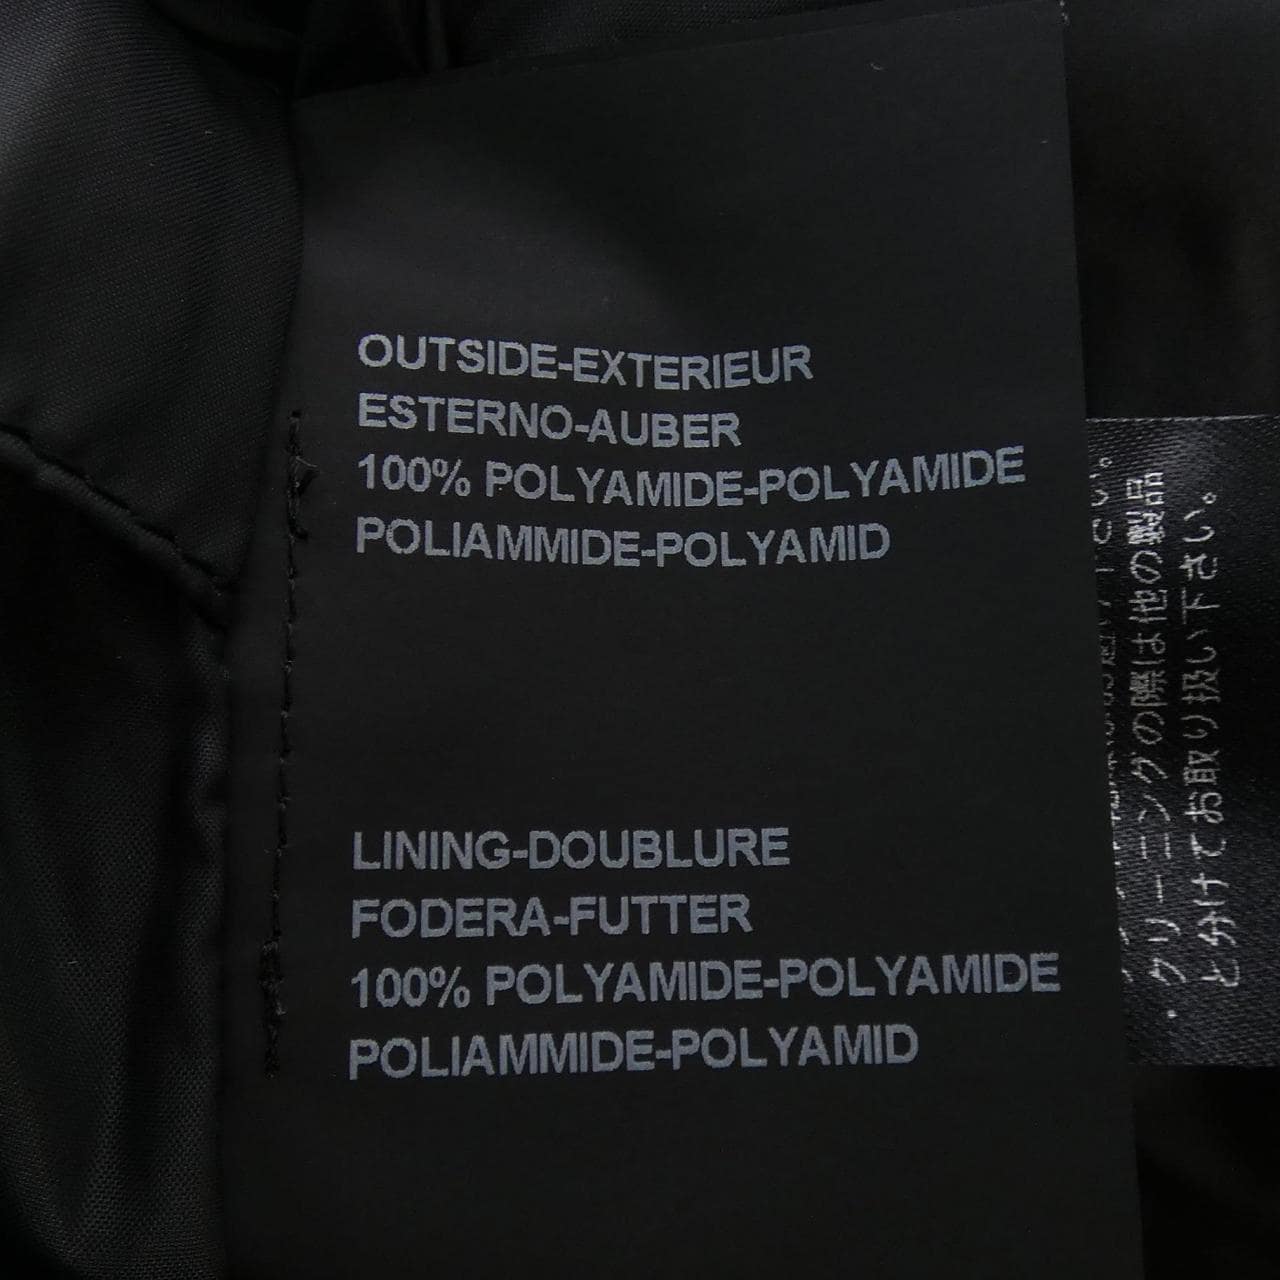 OUTSIDE-EXTERIEUR
ESTERNO-AUBER
100% POLYAMIDE-POLYAMIDE
POLIAMMIDE-POLYAMID
LINING-DOUBLURE
FODERA-FUTTER
100% POLYAMIDE-POLYAMIDE
POLIAMMIDE-POLYAMID
クリーニングの際は他の製品
と分けてお取り扱い下さい。